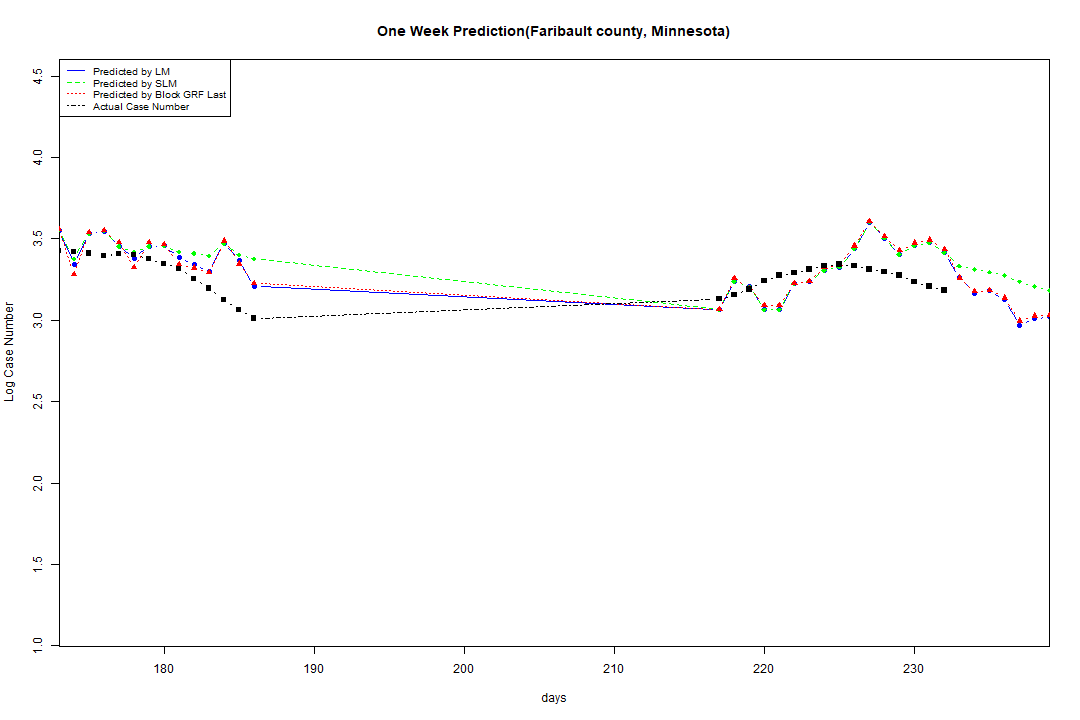 One Week Prediction(Faribault county, Minnesota)
Predicted by LM
Predicted by SLM
Predicted by Block GRF Last
Actual Case Number
4.5
4.0
3.5
3.0
2.5
2.0
1.5
1.0
Log Case Number
180 190 200 210 220 230
days